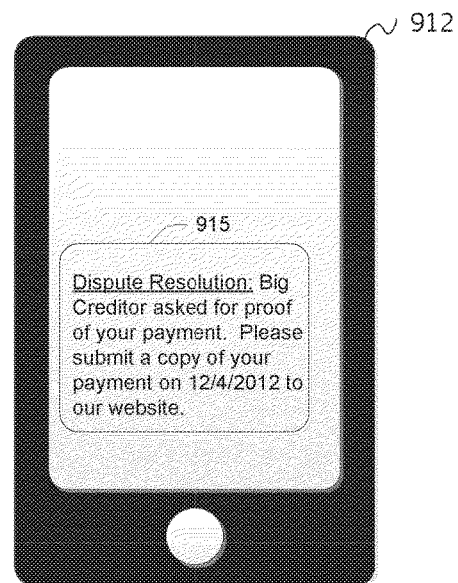 912
915
Dispute Resolution: Big
Creditor asked for proof
of your payment. Please
submit a copy of your
payment on 12/4/2012 to
our website.